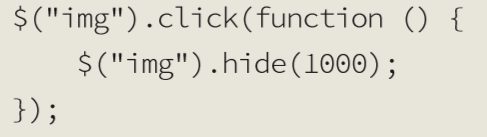 $("img").click(function () {
    $("img").hide(1000);
});